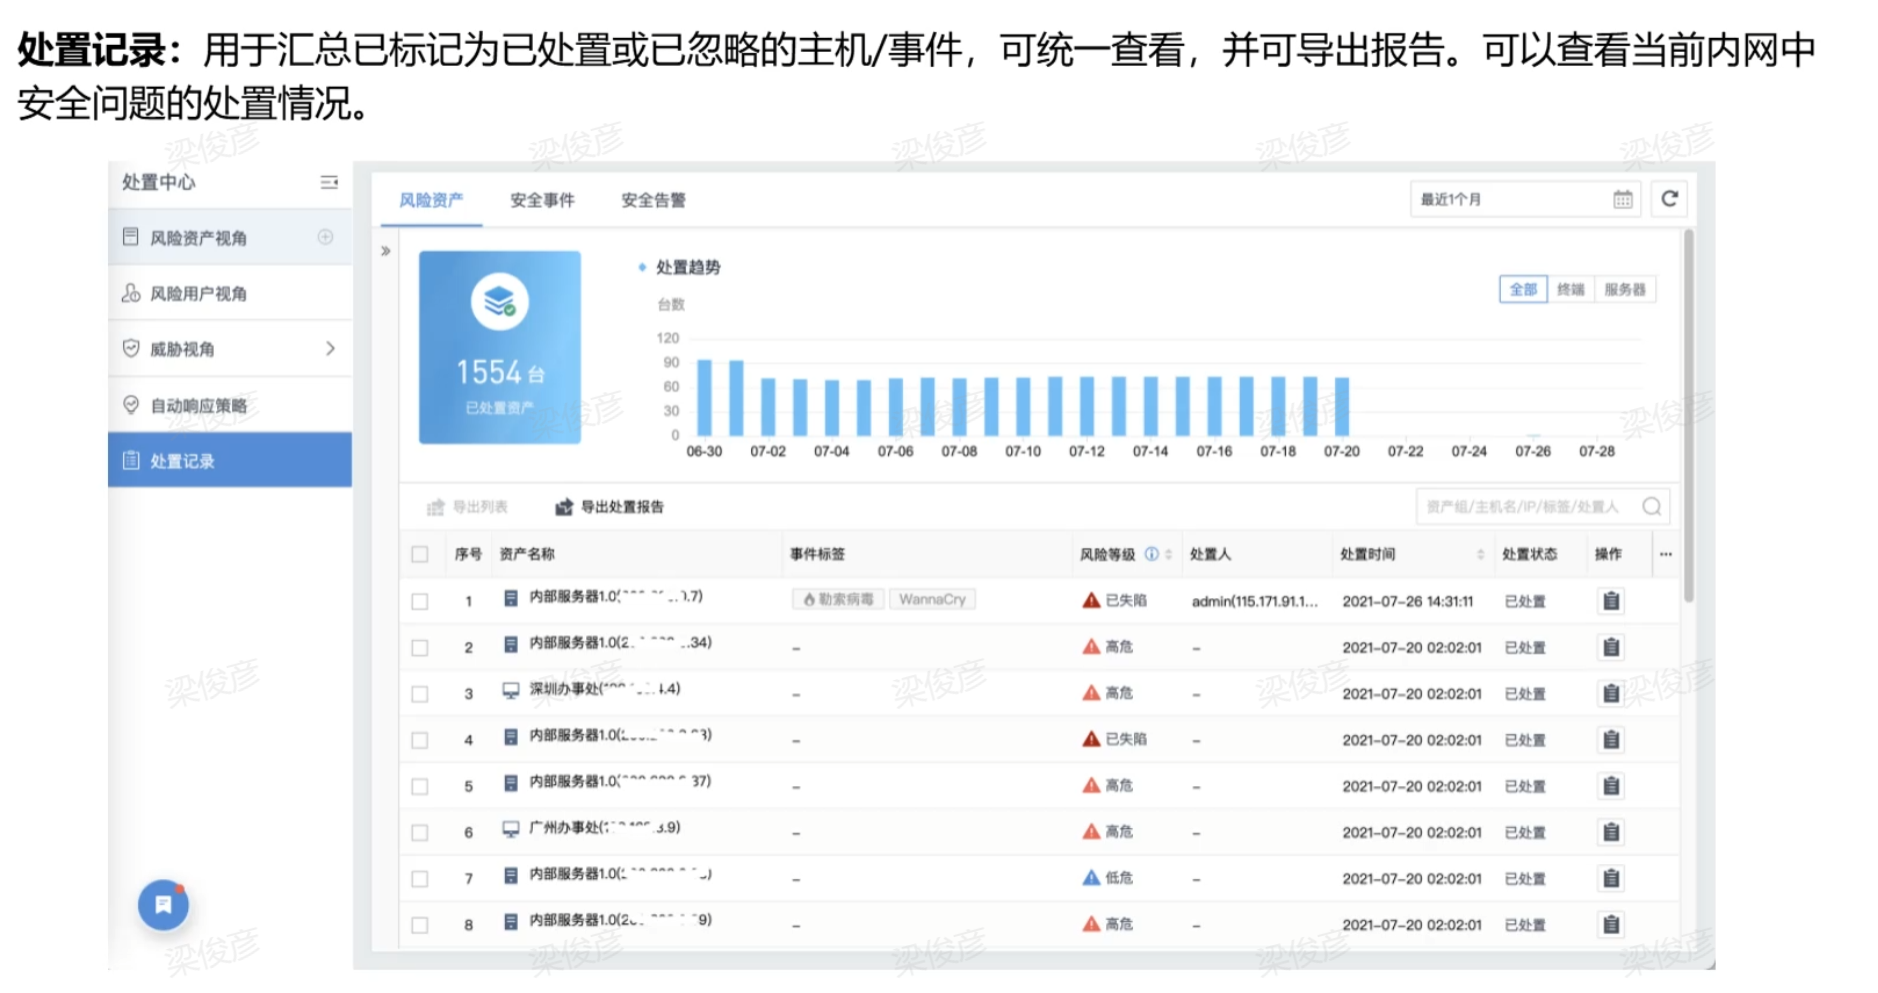 处置记录：用于汇总已标记为已处置或已忽略的主机/事件，可统一查看，并可导出报告。可以查看当前内网中
安全问题的处置情况。
处置中心
风险资产视角
风险用户视角
威胁视角
自动响应策略
处置记录
风险资产 安全事件 安全告警 最近1个月
1554台
已处置资产
处置趋势
全部 终端 服务器
台数
120
90
60
30
0
06-30 07-02 07-04 07-06 07-08 07-10 07-12 07-14 07-16 07-18 07-20 07-22 07-24 07-26 07-28
导出列表 导出处置报告 资产组/主机名/IP/标签/处置人
序号 资产名称 事件标签 风险等级 处置人 处置时间 处置状态 操作 ...
1 内部服务器1.0( .7) 勒索病毒 WannaCry 已失陷 admin(115.171.91.1... 2021-07-26 14:31:11 已处置
2 内部服务器1.0(2 .34) – 高危 – 2021-07-20 02:02:01 已处置
3 深圳办事处( 4.4) – 高危 – 2021-07-20 02:02:01 已处置
4 内部服务器1.0( 3) – 已失陷 – 2021-07-20 02:02:01 已处置
5 内部服务器1.0( 37) – 高危 – 2021-07-20 02:02:01 已处置
6 广州办事处( .9) – 高危 – 2021-07-20 02:02:01 已处置
7 内部服务器1.0( ) – 低危 – 2021-07-20 02:02:01 已处置
8 内部服务器1.0(2 9) – 高危 – 2021-07-20 02:02:01 已处置
梁俊彦